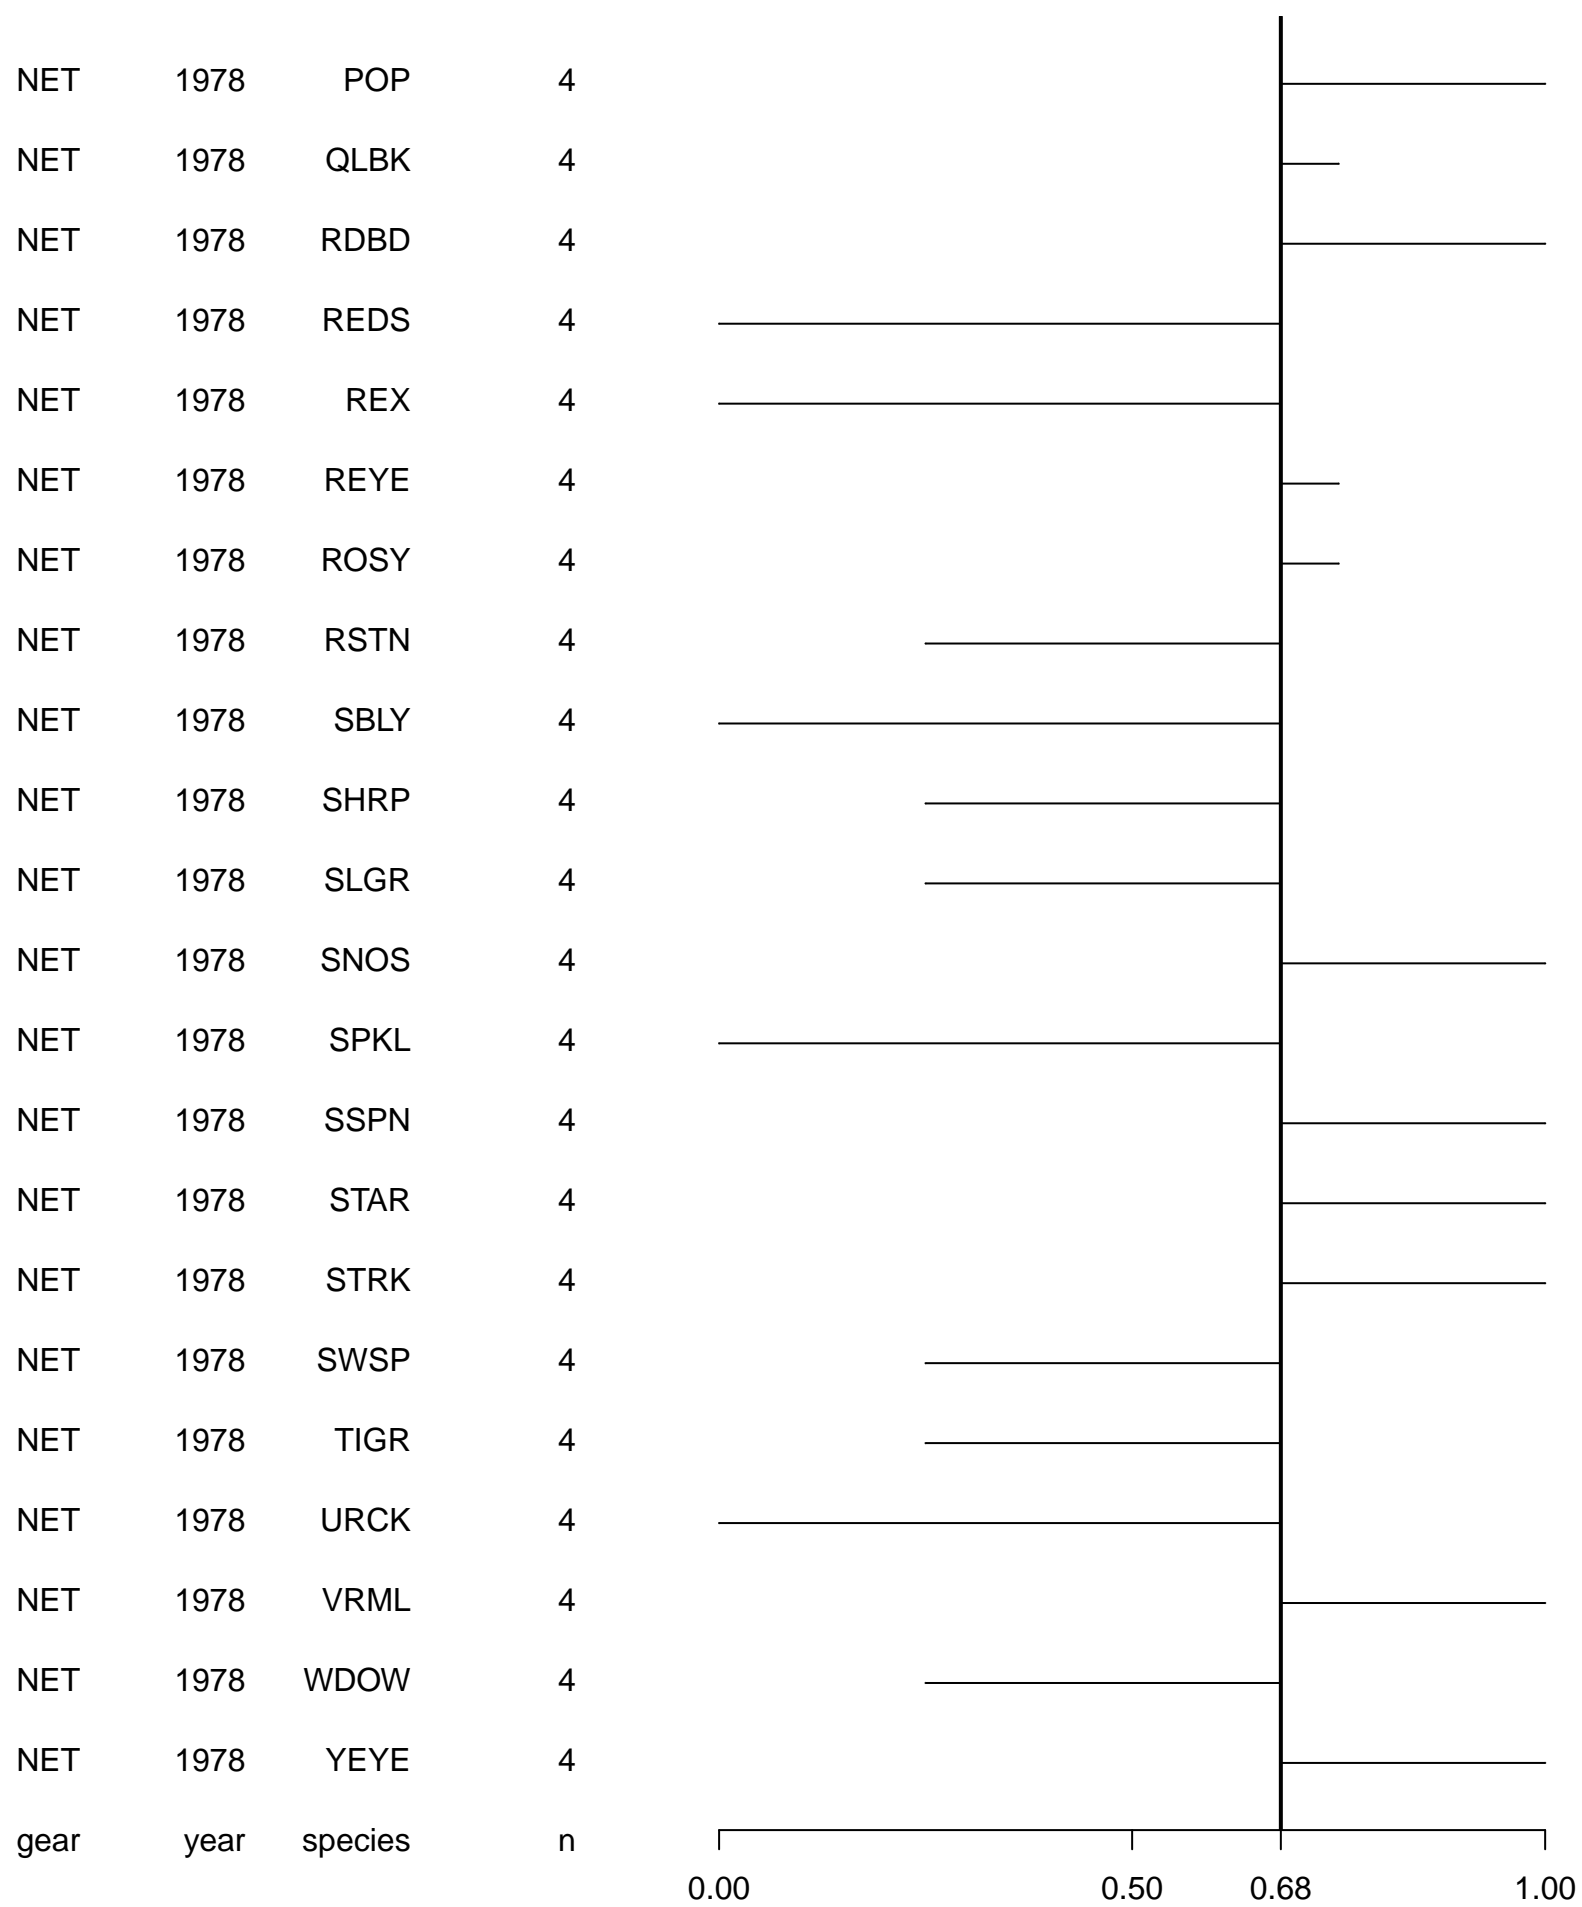 NET 1978 POP 4
NET 1978 QLBK 4
NET 1978 RDBD 4
NET 1978 REDS 4
NET 1978 REX 4
NET 1978 REYE 4
NET 1978 ROSY 4
NET 1978 RSTN 4
NET 1978 SBLY 4
NET 1978 SHRP 4
NET 1978 SLGR 4
NET 1978 SNOS 4
NET 1978 SPKL 4
NET 1978 SSPN 4
NET 1978 STAR 4
NET 1978 STRK 4
NET 1978 SWSP 4
NET 1978 TIGR 4
NET 1978 URCK 4
NET 1978 VRML 4
NET 1978 WDOW 4
NET 1978 YEYE 4
gear year species n
0.00 0.50 0.68 1.00